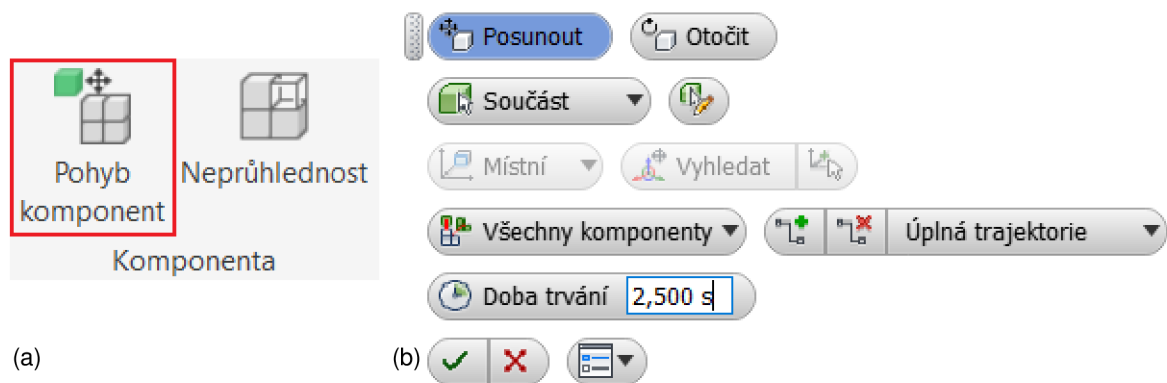 Pohyb
komponent
Neprůhlednost
Komponenta
(a)
Posunout Otočit
Součást
Místní Vyhledat
Všechny komponenty Úplná trajektorie
Doba trvání 2,500 s
(b)